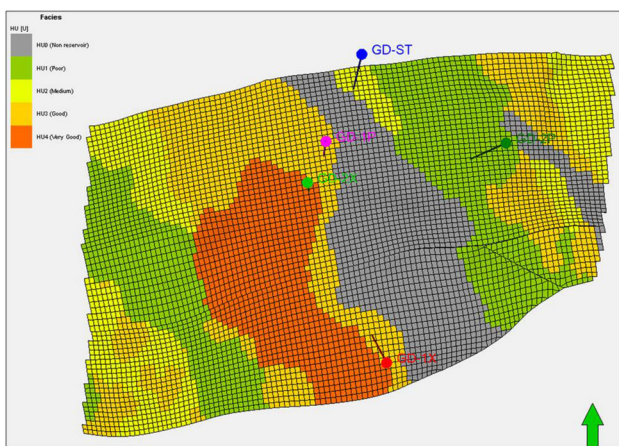 Facies
HU [U]
HU0 (Non reservoir)
HU1 (Poor)
HU2 (Medium)
HU3 (Good)
HU4 (Very Good)
GD-ST
GD-1X